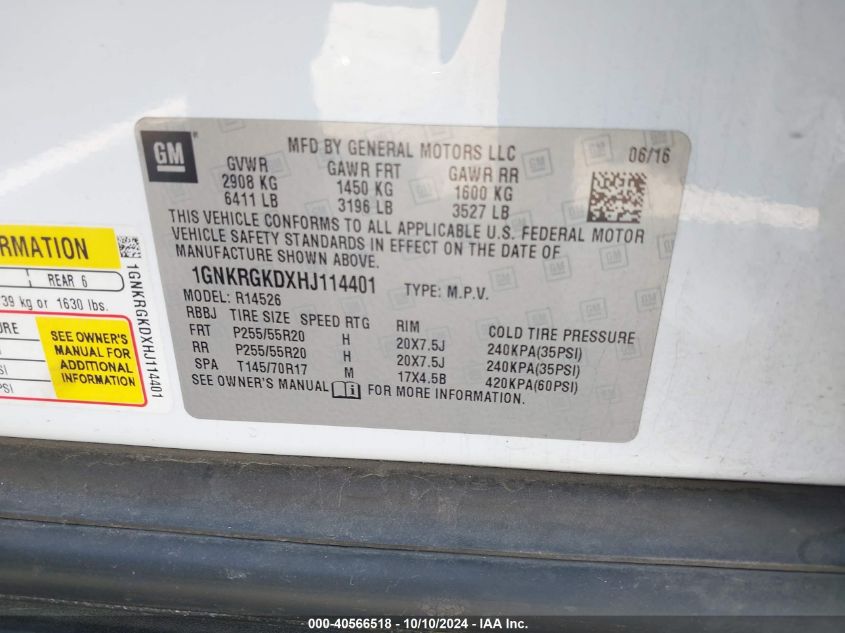 GM
MFD BY GENERAL MOTORS LLC 06/16
GVWR GAWR FRT GAWR RR
2908 KG 1450 KG 1600 KG
6411 LB 3196 LB 3527 LB
THIS VEHICLE CONFORMS TO ALL APPLICABLE U.S. FEDERAL MOTOR
VEHICLE SAFETY STANDARDS IN EFFECT ON THE DATE OF
MANUFACTURE SHOWN ABOVE.
1GNKRGKDXHJ114401 TYPE: M.P.V.
MODEL: R14526
RBBJ TIRE SIZE SPEED RTG RIM COLD TIRE PRESSURE
FRT P255/55R20 H 20X7.5J 240KPA(35PSI)
RR P255/55R20 H 20X7.5J 240KPA(35PSI)
SPA T145/70R17 M 17X4.5B 420KPA(60PSI)
SEE OWNER'S MANUAL FOR MORE INFORMATION.
RMATION
REAR 6
739 kg or 1630 lbs.
SEE OWNER'S
MANUAL FOR
ADDITIONAL
INFORMATION
1GNKRGKDXHJ114401
000-40566518 - 10/10/2024 - IAA Inc.